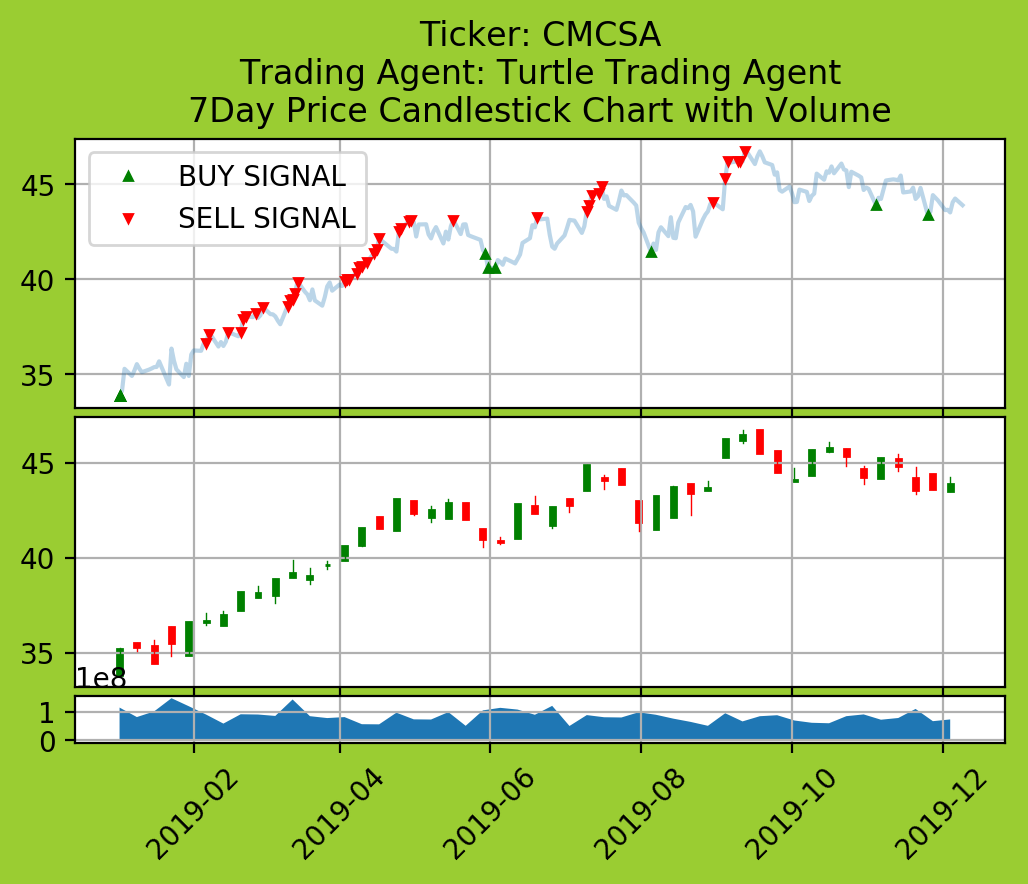 Ticker: CMCSA
Trading Agent: Turtle Trading Agent
7Day Price Candlestick Chart with Volume
BUY SIGNAL
SELL SIGNAL
45
40
35
45
40
35
1e8
1
0
2019-02
2019-04
2019-06
2019-08
2019-10
2019-12